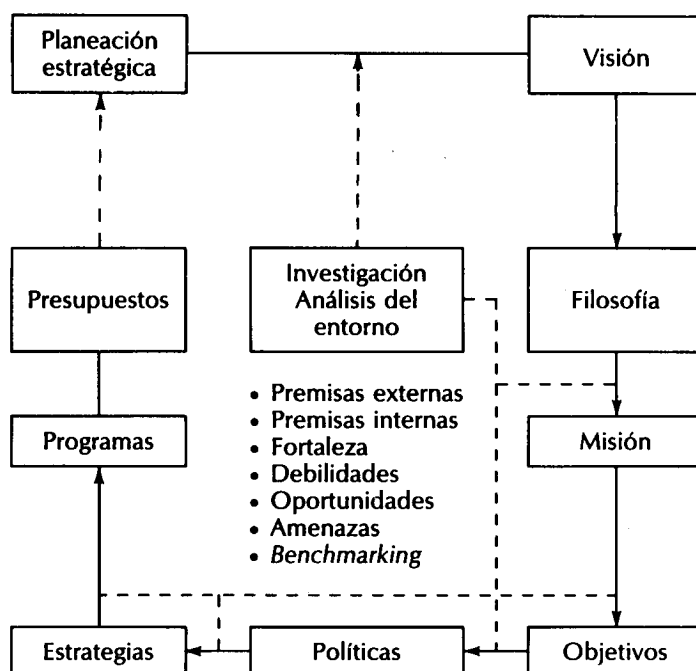 Planeación
estratégica
Visión
Presupuestos
Investigación
Análisis del
entorno
Filosofía
• Premisas externas
• Premisas internas
• Fortaleza
• Debilidades
• Oportunidades
• Amenazas
• Benchmarking
Programas
Misión
Estrategias
Políticas
Objetivos